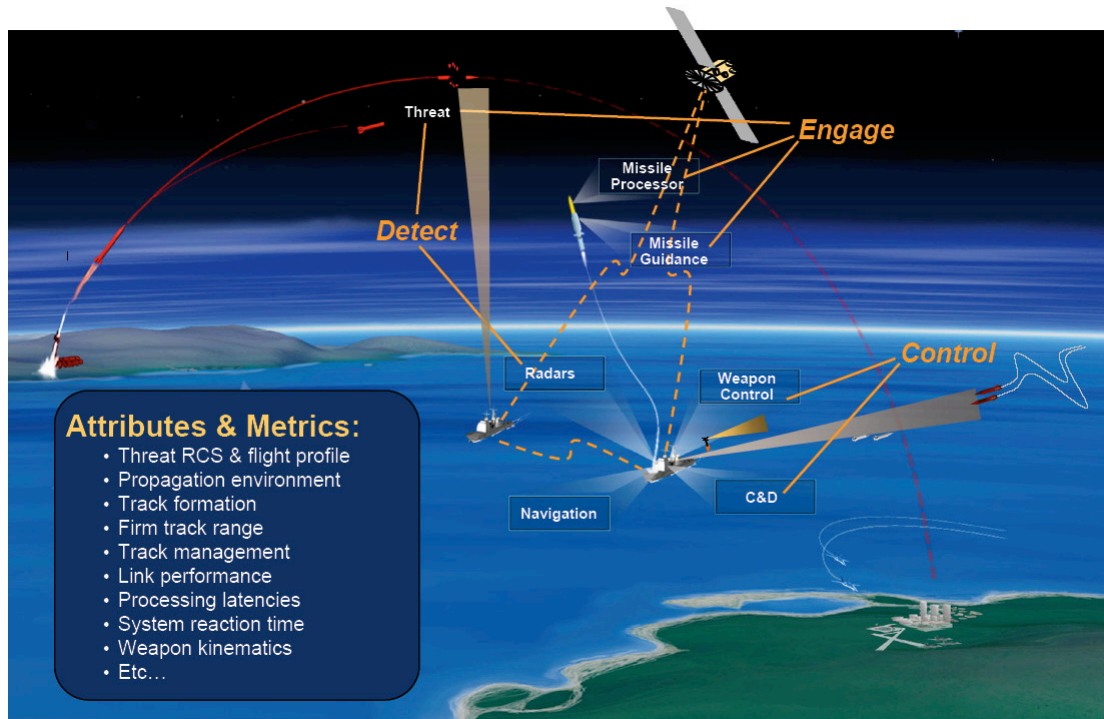 Threat
Engage
Missile
Processor
Detect
Missile
Guidance
Radars
Control
Weapon
Control
Attributes & Metrics:
• Threat RCS & flight profile
• Propagation environment
• Track formation
• Firm track range
• Track management
• Link performance
• Processing latencies
• System reaction time
• Weapon kinematics
• Etc…
Navigation
C&D